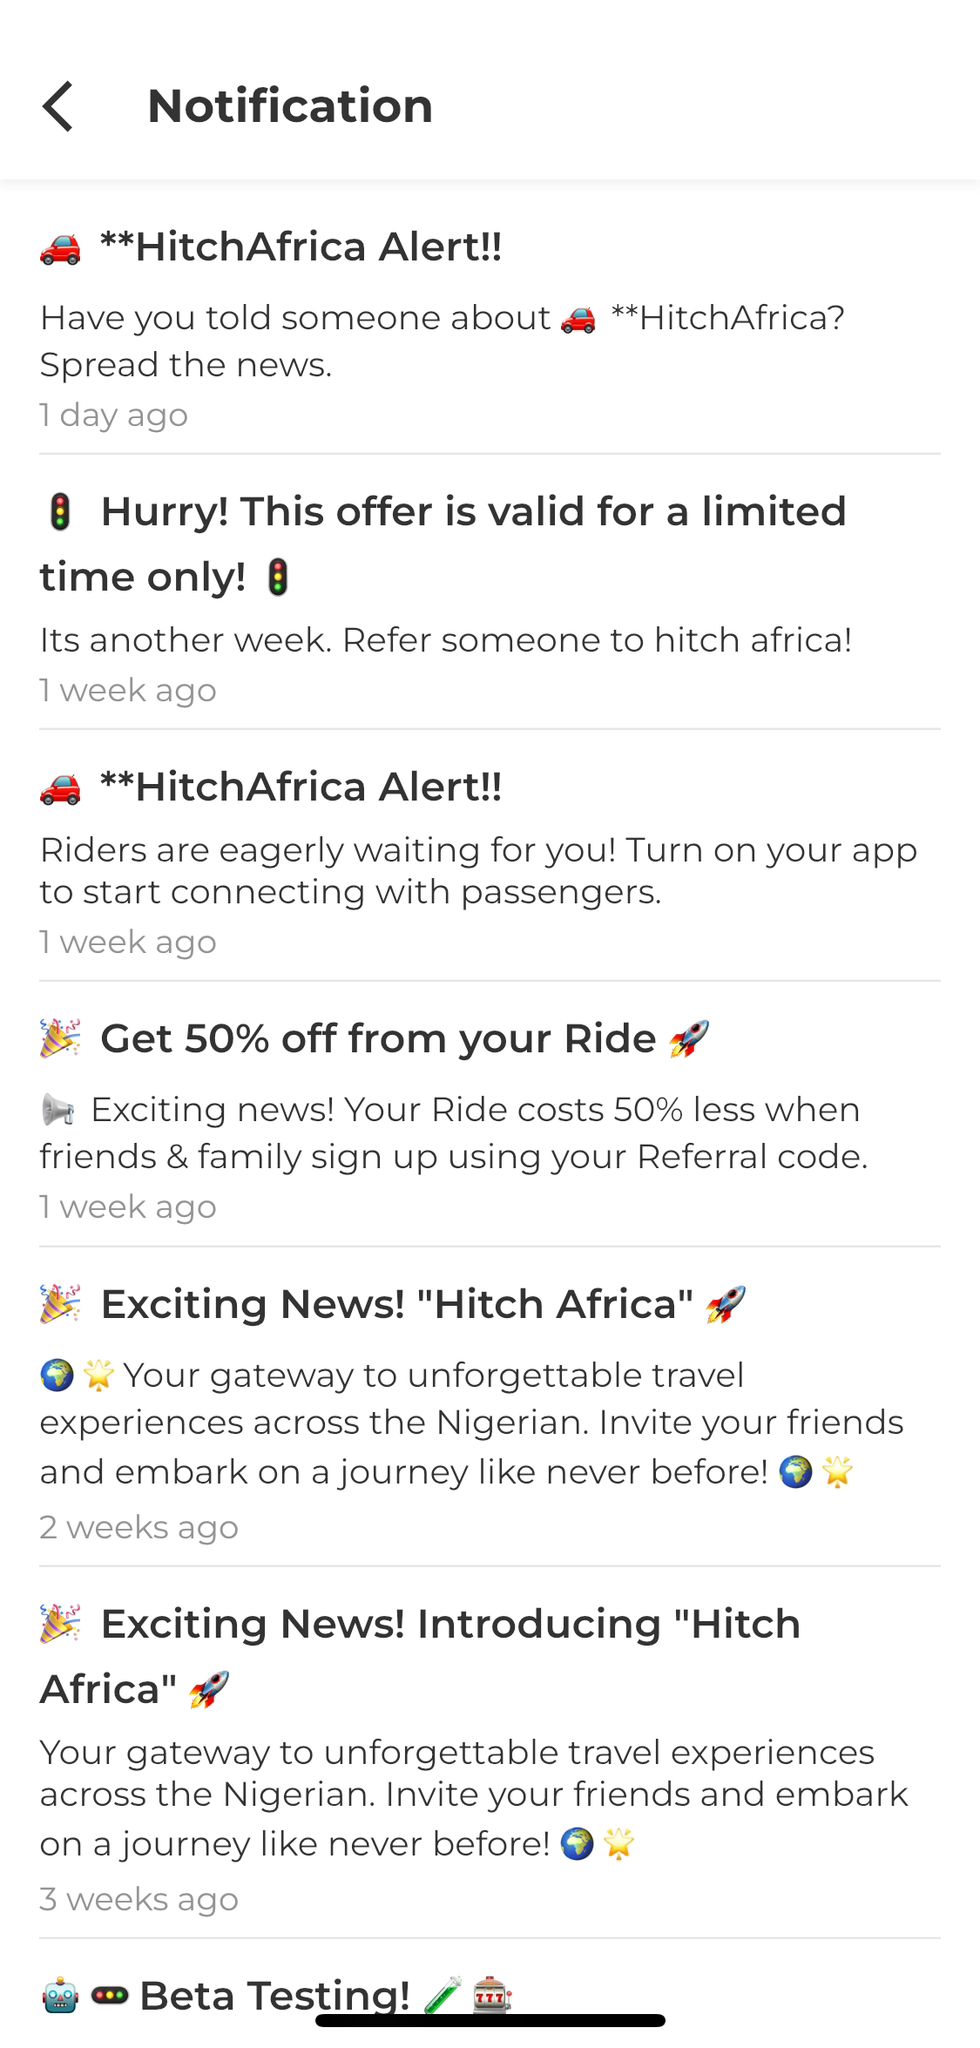 Notification
🚗 **HitchAfrica Alert!!
Have you told someone about 🚗 **HitchAfrica?
Spread the news.
1 day ago
🚦 Hurry! This offer is valid for a limited
time only! 🚦
Its another week. Refer someone to hitch africa!
1 week ago
🚗 **HitchAfrica Alert!!
Riders are eagerly waiting for you! Turn on your app
to start connecting with passengers.
1 week ago
🎉 Get 50% off from your Ride 🚀
📢 Exciting news! Your Ride costs 50% less when
friends & family sign up using your Referral code.
1 week ago
🎉 Exciting News! "Hitch Africa" 🚀
🌍🌟 Your gateway to unforgettable travel
experiences across the Nigerian. Invite your friends
and embark on a journey like never before! 🌍🌟
2 weeks ago
🎉 Exciting News! Introducing "Hitch
Africa" 🚀
Your gateway to unforgettable travel experiences
across the Nigerian. Invite your friends and embark
on a journey like never before! 🌍🌟
3 weeks ago
🤖🚥 Beta Testing! 🧪🎰